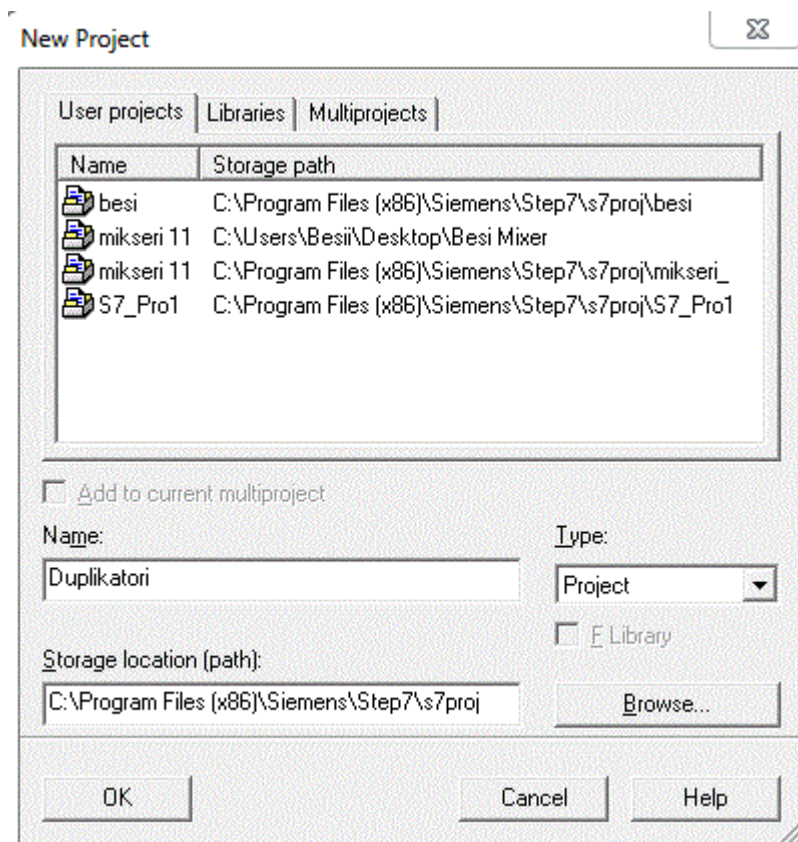 New Project
User projects Libraries Multiprojects
Name Storage path
besi C:\Program Files (x86)\Siemens\Step7\s7proj\besi
mikseri 11 C:\Users\Besii\Desktop\Besi Mixer
mikseri 11 C:\Program Files (x86)\Siemens\Step7\s7proj\mikseri_
S7_Pro1 C:\Program Files (x86)\Siemens\Step7\s7proj\S7_Pro1
Add to current multiproject
Name: Type:
Duplikatori Project
F Library
Storage location (path):
C:\Program Files (x86)\Siemens\Step7\s7proj Browse...
OK Cancel Help